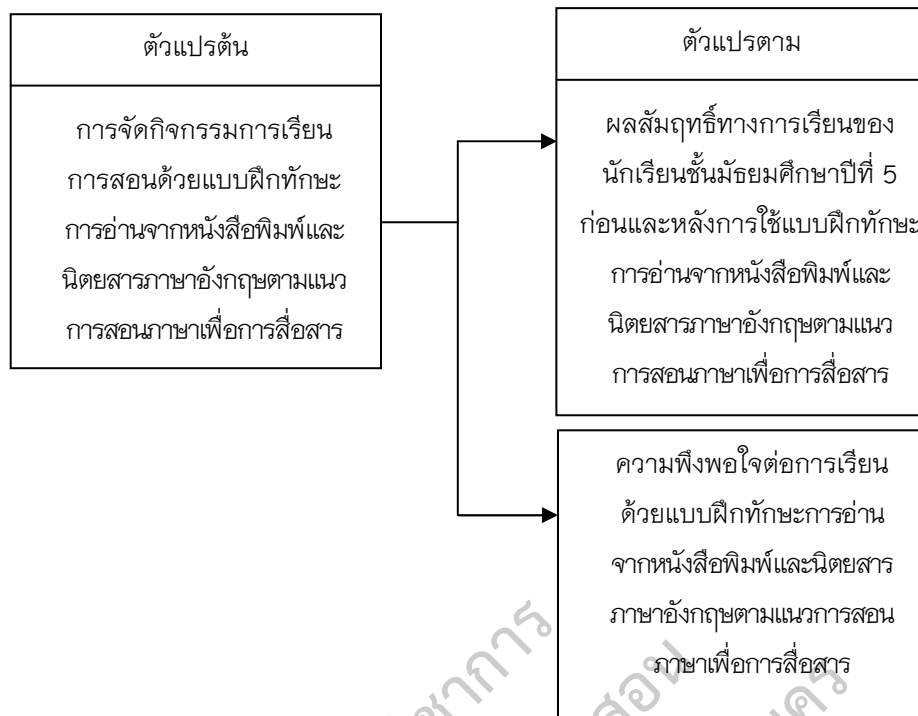 ตัวแปรต้น
การจัดกิจกรรมการเรียน
การสอนด้วยแบบฝึกทักษะ
การอ่านจากหนังสือพิมพ์และ
นิตยสารภาษาอังกฤษตามแนว
การสอนภาษาเพื่อการสื่อสาร
ตัวแปรตาม
ผลสัมฤทธิ์ทางการเรียนของ
นักเรียนชั้นมัธยมศึกษาปีที่ 5
ก่อนและหลังการใช้แบบฝึกทักษะ
การอ่านจากหนังสือพิมพ์และ
นิตยสารภาษาอังกฤษตามแนว
การสอนภาษาเพื่อการสื่อสาร
ความพึงพอใจต่อการเรียน
ด้วยแบบฝึกทักษะการอ่าน
จากหนังสือพิมพ์และนิตยสาร
ภาษาอังกฤษตามแนวการสอน
ภาษาเพื่อการสื่อสาร